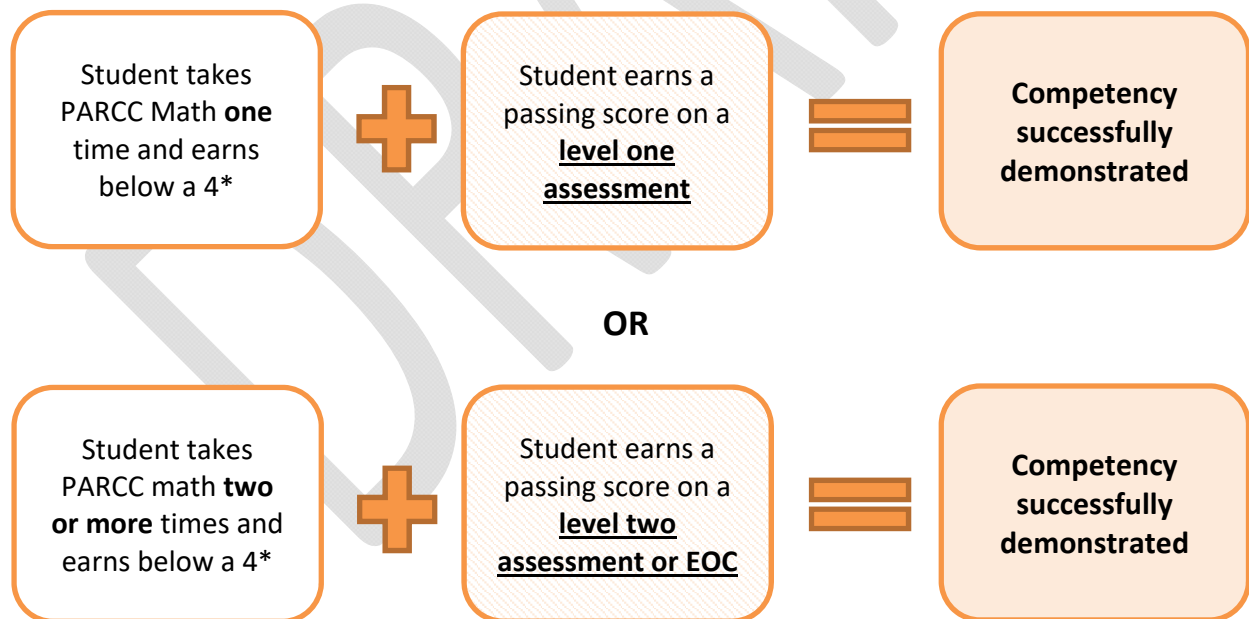 Student takes
PARCC Math one
time and earns
below a 4*
Student earns a
passing score on a
level one
assessment
Competency
successfully
demonstrated
OR
Student takes
PARCC math two
or more times and
earns below a 4*
Student earns a
passing score on a
level two
assessment or EOC
Competency
successfully
demonstrated